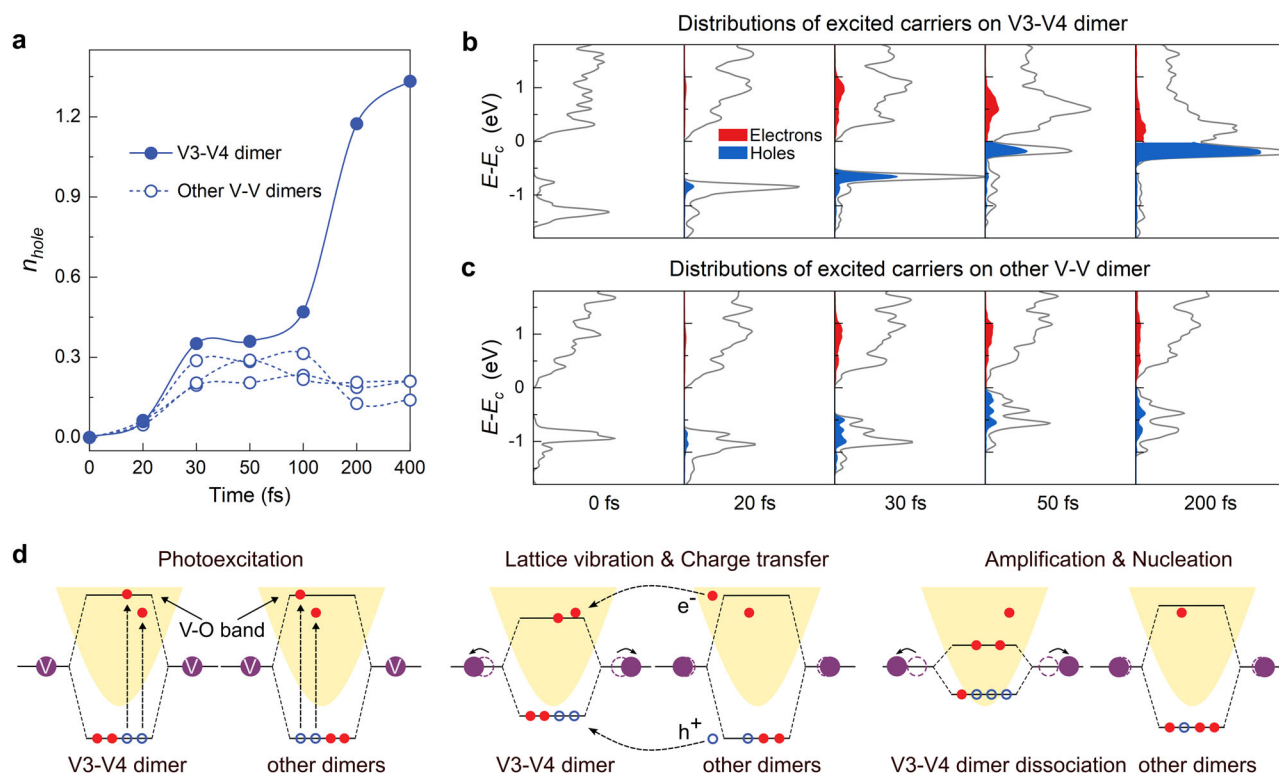 a
1.2
0.9
0.6
0.3
0.0
n_hole
V3-V4 dimer
Other V-V dimers
0 20 30 50 100 200 400
Time (fs)
b
Distributions of excited carriers on V3-V4 dimer
1
0
-1
E-E_c (eV)
Electrons
Holes
c
Distributions of excited carriers on other V-V dimer
1
0
-1
E-E_c (eV)
0 fs 20 fs 30 fs 50 fs 200 fs
d
Photoexcitation
V-O band
V V V V
V3-V4 dimer other dimers
Lattice vibration & Charge transfer
e-
h+
V3-V4 dimer other dimers
Amplification & Nucleation
V3-V4 dimer dissociation other dimers